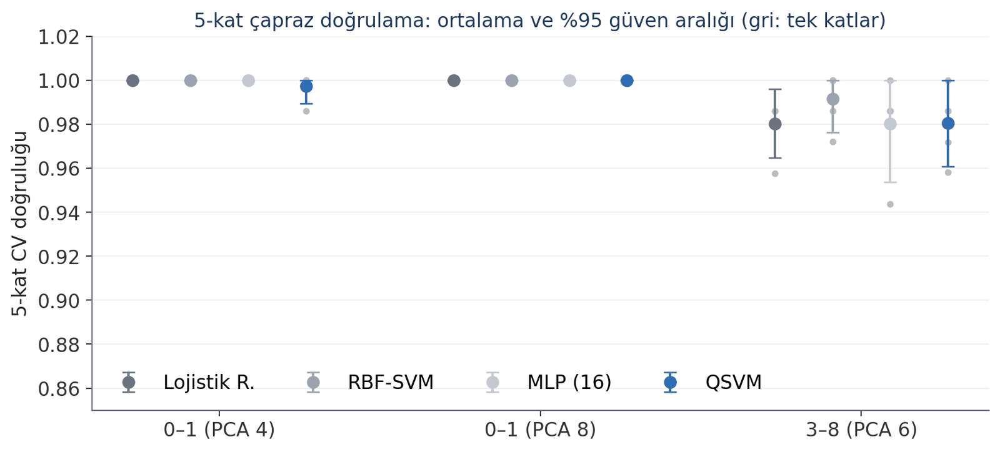 5-kat çapraz doğrulama: ortalama ve %95 güven aralığı (gri: tek katlar)
5-kat CV doğruluğu
1.02
1.00
0.98
0.96
0.94
0.92
0.90
0.88
0.86
Lojistik R. RBF-SVM MLP (16) QSVM
0–1 (PCA 4) 0–1 (PCA 8) 3–8 (PCA 6)